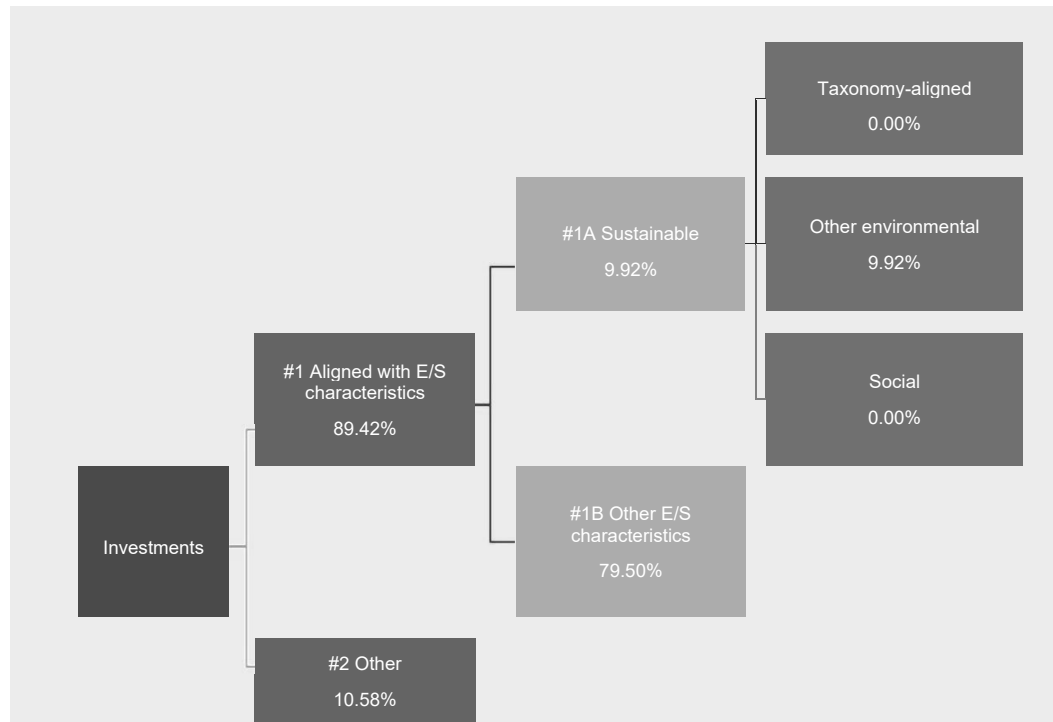 Taxonomy-aligned
0.00%
#1A Sustainable
9.92%
Other environmental
9.92%
#1 Aligned with E/S
characteristics
89.42%
Social
0.00%
Investments
#1B Other E/S
characteristics
79.50%
#2 Other
10.58%